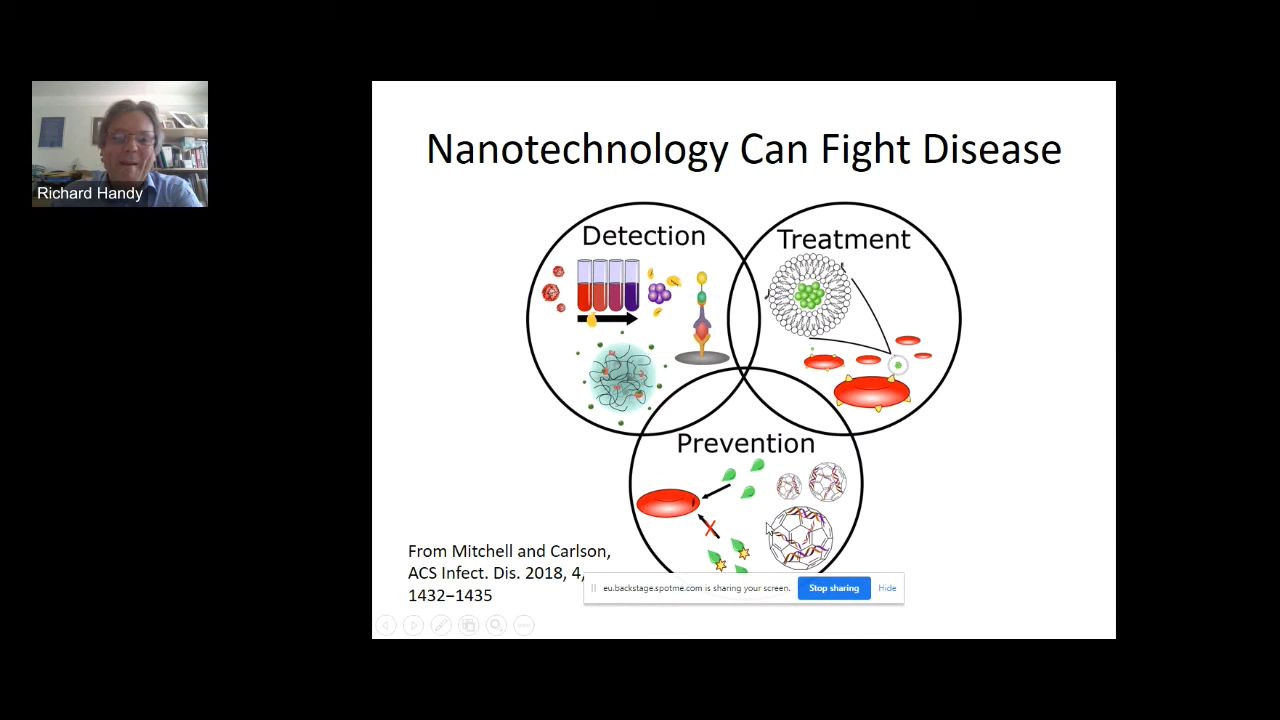 Nanotechnology Can Fight Disease
Richard Handy
Detection
Treatment
Prevention
From Mitchell and Carlson,
ACS Infect. Dis. 2018, 4,
1432–1435
eu.backstage.spotme.com is sharing your screen.
Stop sharing
Hide